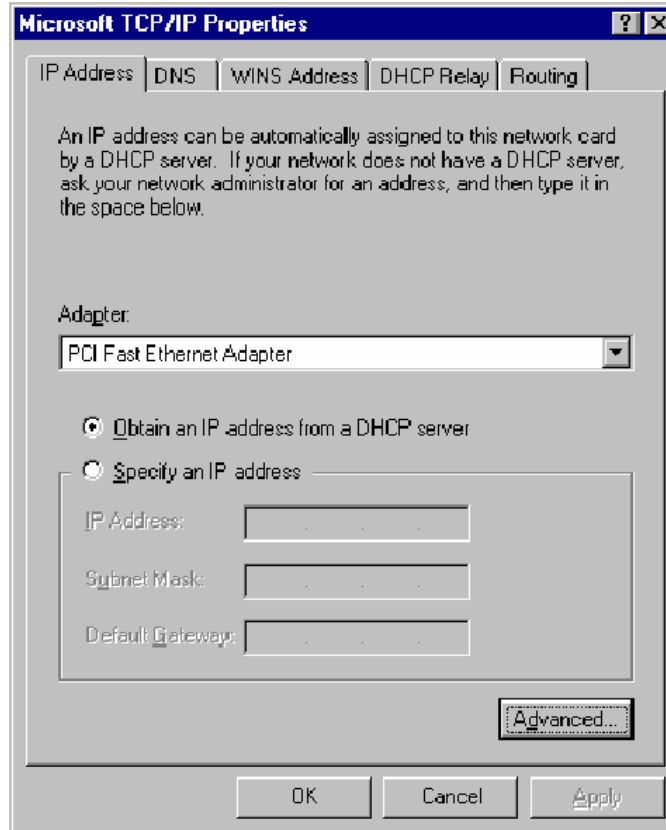 Microsoft TCP/IP Properties
IP Address DNS WINS Address DHCP Relay Routing
An IP address can be automatically assigned to this network card
by a DHCP server. If your network does not have a DHCP server,
ask your network administrator for an address, and then type it in
the space below.
Adapter:
PCI Fast Ethernet Adapter
Obtain an IP address from a DHCP server
Specify an IP address
IP Address:
Subnet Mask:
Default Gateway:
Advanced...
OK Cancel Apply